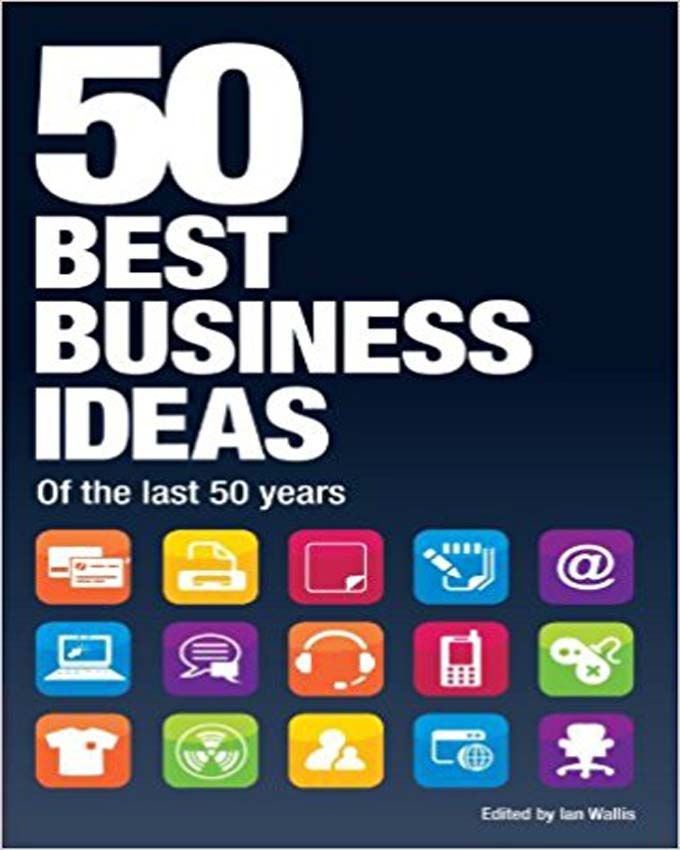 50
BEST
BUSINESS
IDEAS
Of the last 50 years
@
Edited by Ian Wallis